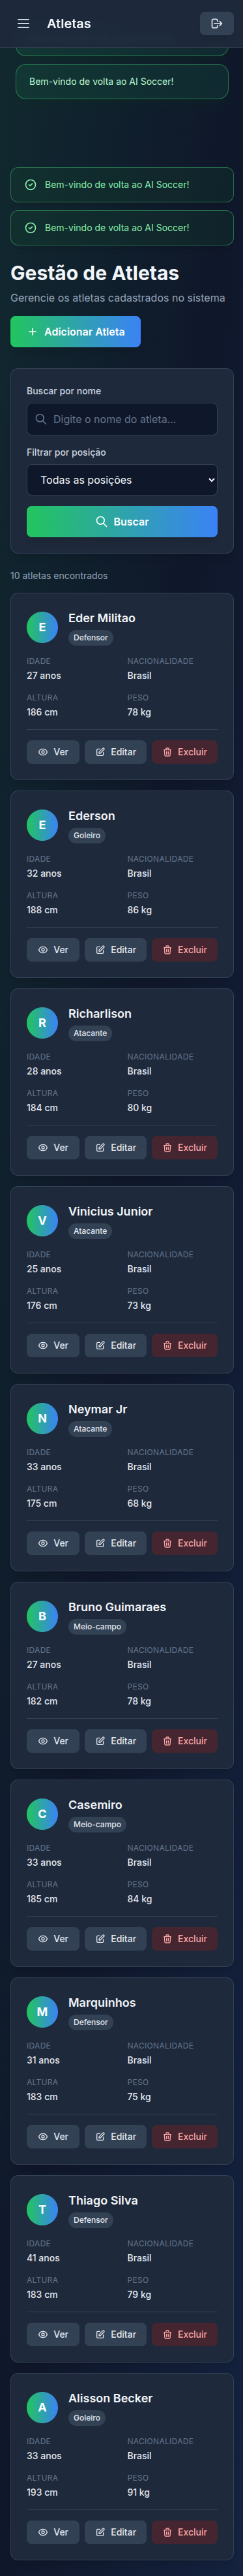 Atletas
Bem-vindo de volta ao AI Soccer!
Bem-vindo de volta ao AI Soccer!
Bem-vindo de volta ao AI Soccer!
Gestão de Atletas
Gerencie os atletas cadastrados no sistema
+ Adicionar Atleta
Buscar por nome
Digite o nome do atleta...
Filtrar por posição
Todas as posições
Buscar
10 atletas encontrados
E Eder Militao
Defensor
IDADE NACIONALIDADE
27 anos Brasil
ALTURA PESO
186 cm 78 kg
Ver Editar Excluir
E Ederson
Goleiro
IDADE NACIONALIDADE
32 anos Brasil
ALTURA PESO
188 cm 86 kg
Ver Editar Excluir
R Richarlison
Atacante
IDADE NACIONALIDADE
28 anos Brasil
ALTURA PESO
184 cm 80 kg
Ver Editar Excluir
V Vinicius Junior
Atacante
IDADE NACIONALIDADE
25 anos Brasil
ALTURA PESO
176 cm 73 kg
Ver Editar Excluir
N Neymar Jr
Atacante
IDADE NACIONALIDADE
33 anos Brasil
ALTURA PESO
175 cm 68 kg
Ver Editar Excluir
B Bruno Guimaraes
Meio-campo
IDADE NACIONALIDADE
27 anos Brasil
ALTURA PESO
182 cm 78 kg
Ver Editar Excluir
C Casemiro
Meio-campo
IDADE NACIONALIDADE
33 anos Brasil
ALTURA PESO
185 cm 84 kg
Ver Editar Excluir
M Marquinhos
Defensor
IDADE NACIONALIDADE
31 anos Brasil
ALTURA PESO
183 cm 75 kg
Ver Editar Excluir
T Thiago Silva
Defensor
IDADE NACIONALIDADE
41 anos Brasil
ALTURA PESO
183 cm 79 kg
Ver Editar Excluir
A Alisson Becker
Goleiro
IDADE NACIONALIDADE
33 anos Brasil
ALTURA PESO
193 cm 91 kg
Ver Editar Excluir